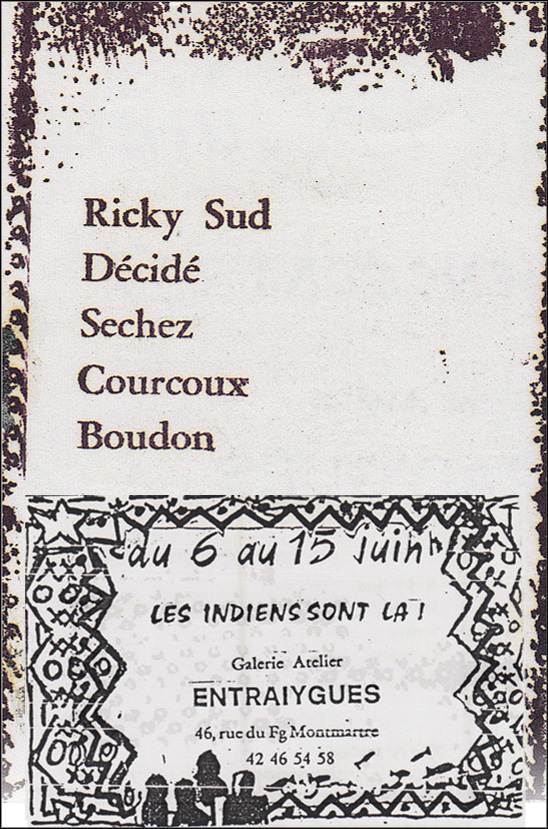 Ricky Sud
Décidé
Sechez
Courcoux
Boudon
du 6 au 15 Juin
LES INDIENS SONT LA !
Galerie Atelier
ENTRAIYGUES
46, rue du Fg Montmartre
42 46 54 58